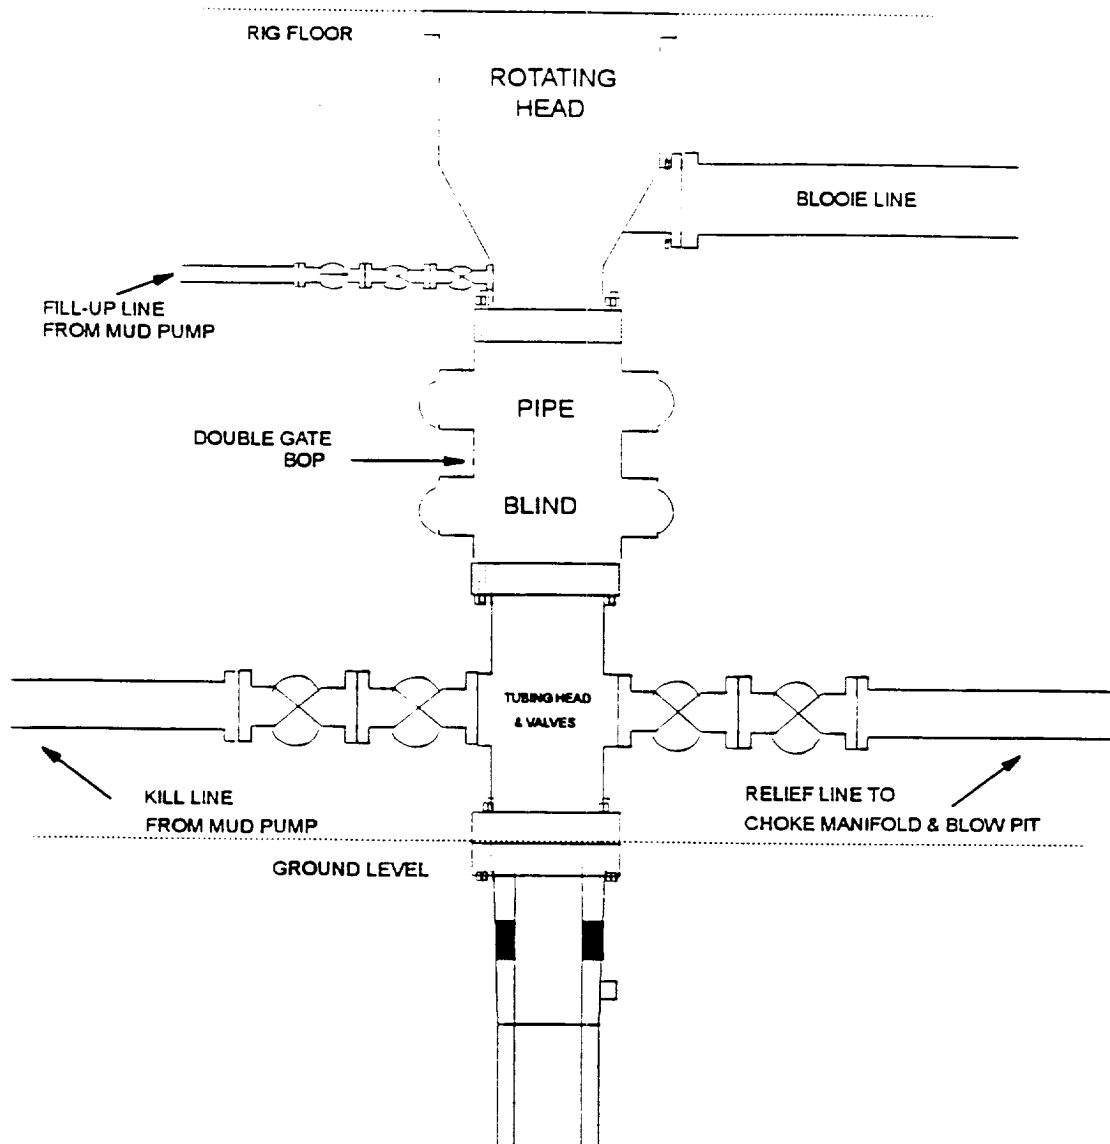 RIG FLOOR
ROTATING
HEAD
BLOOIE LINE
FILL-UP LINE
FROM MUD PUMP
PIPE
DOUBLE GATE
BOP
BLIND
TUBING HEAD
& VALVES
KILL LINE
FROM MUD PUMP
RELIEF LINE TO
CHOKE MANIFOLD & BLOW PIT
GROUND LEVEL